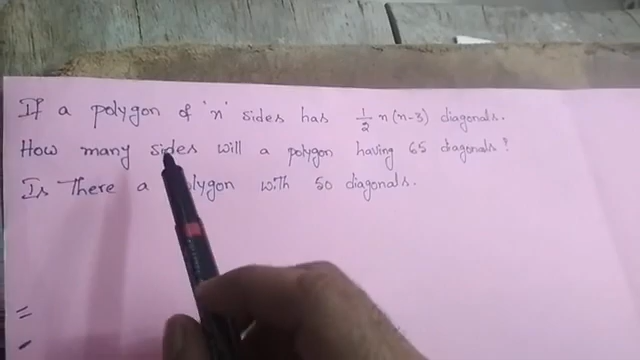 If a polygon of 'n' sides has 1/2 n(n-3) diagonals.
How many sides will a polygon having 65 diagonals?
Is There a polygon with 50 diagonals.
=
-